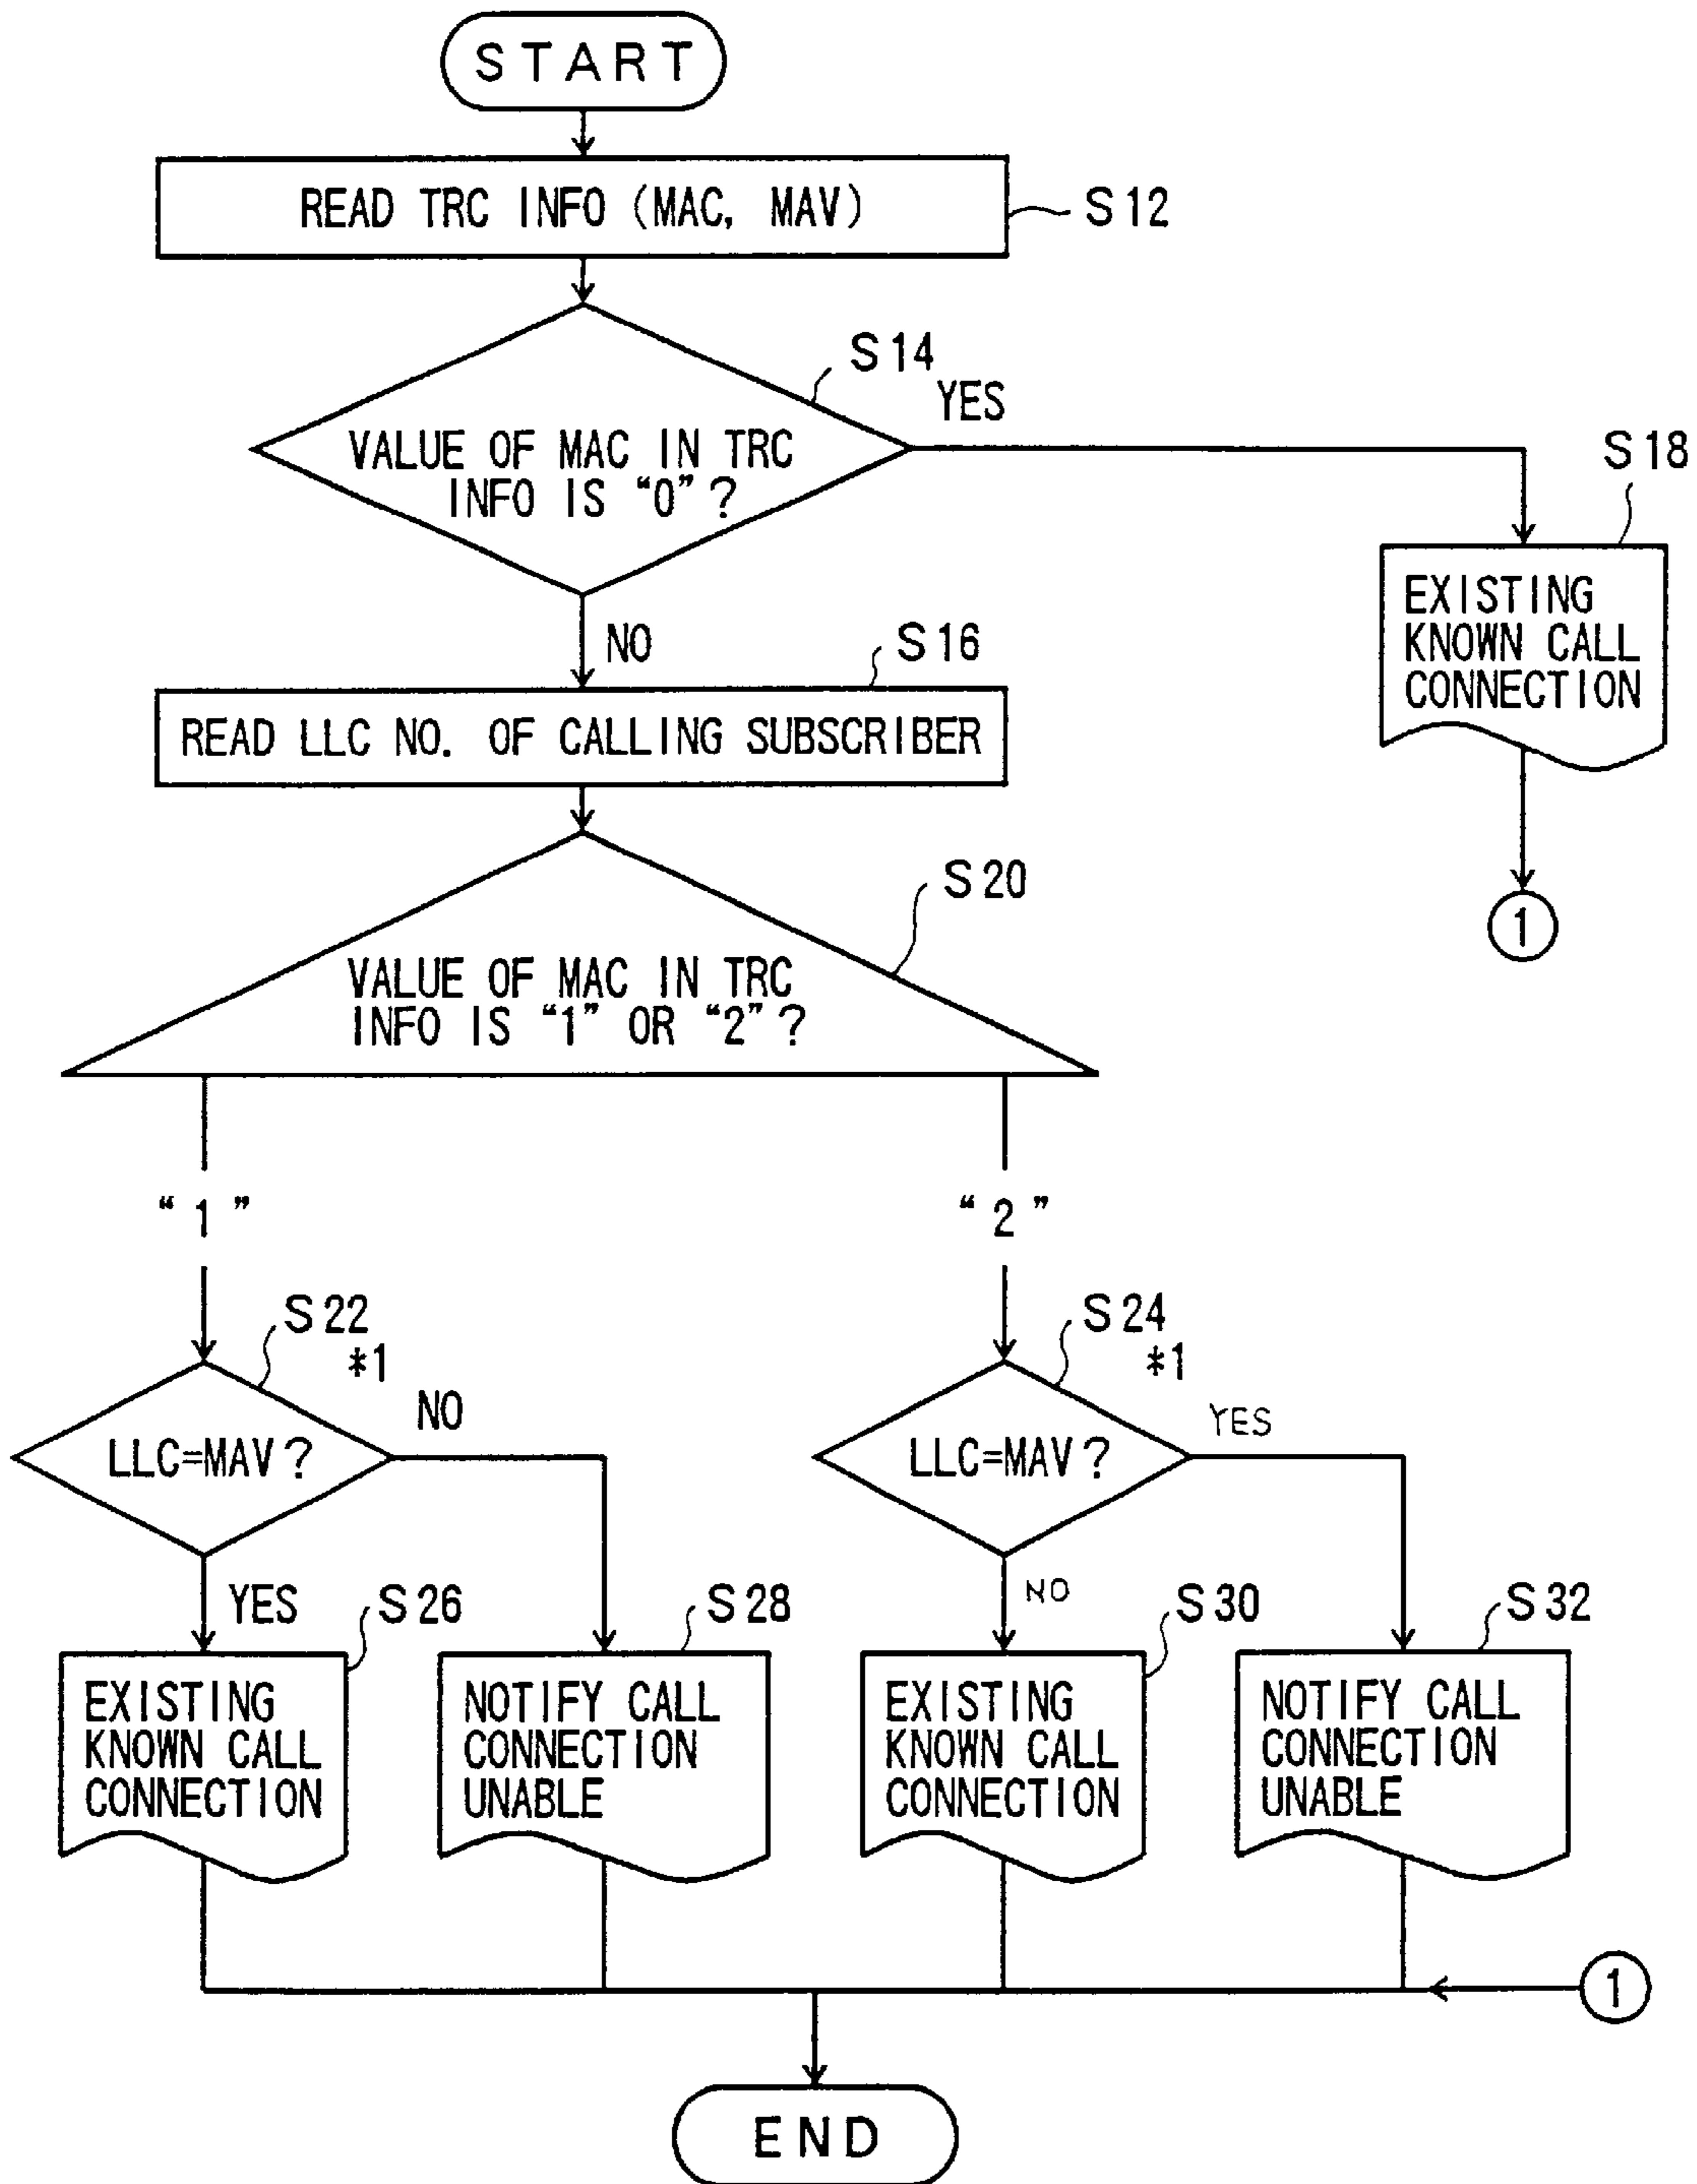 START
READ TRC INFO (MAC, MAV)
S12
S14
YES
VALUE OF MAC IN TRC
INFO IS “0”?
S18
EXISTING
KNOWN CALL
CONNECTION
NO
S16
READ LLC NO. OF CALLING SUBSCRIBER
S20
1
VALUE OF MAC IN TRC
INFO IS “1” OR “2”?
“1”
“2”
S22
*1
NO
LLC=MAV?
S24
*1
YES
LLC=MAV?
YES
S26
S28
NO
S30
S32
EXISTING
KNOWN CALL
CONNECTION
NOTIFY CALL
CONNECTION
UNABLE
EXISTING
KNOWN CALL
CONNECTION
NOTIFY CALL
CONNECTION
UNABLE
1
END